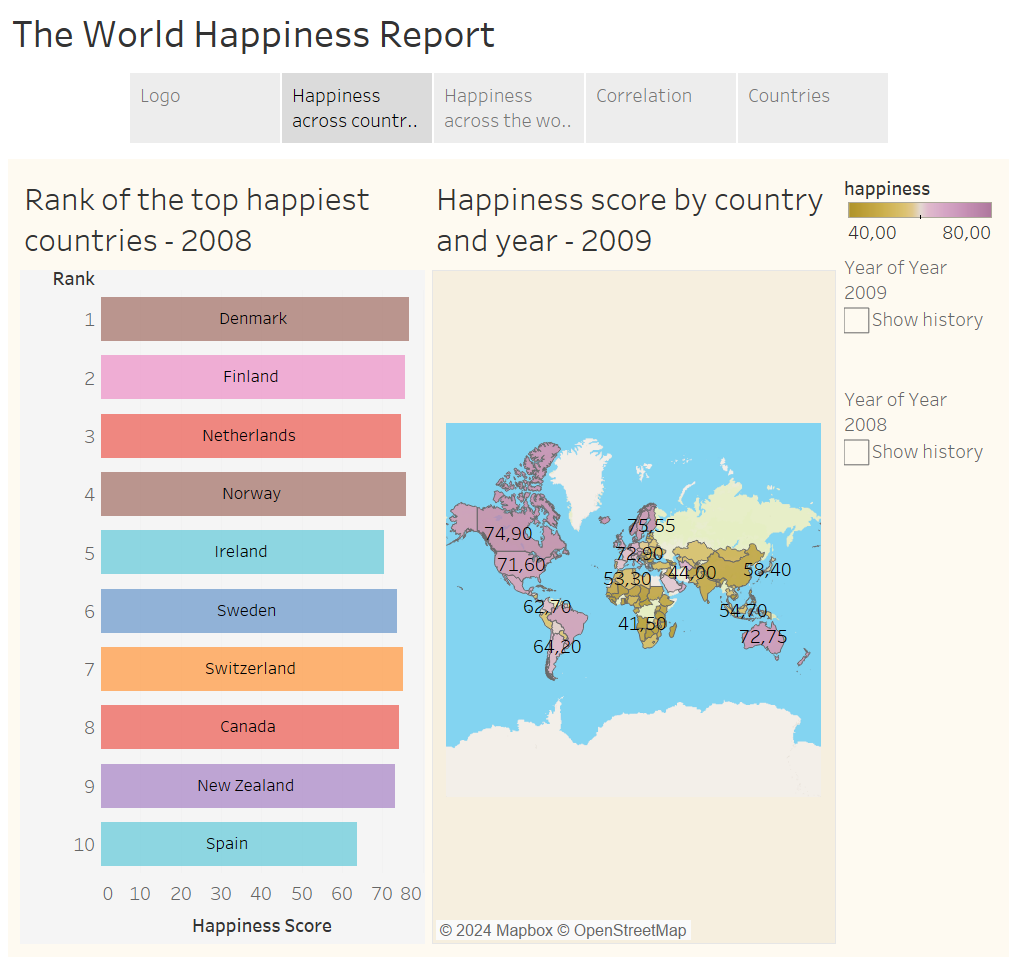 The World Happiness Report
Logo
Happiness
across countr..
Happiness
across the wo..
Correlation
Countries
Rank of the top happiest
countries - 2008
Rank
1
Denmark
2
Finland
3
Netherlands
4
Norway
5
Ireland
6
Sweden
7
Switzerland
8
Canada
9
New Zealand
10
Spain
0 10 20 30 40 50 60 70 80
Happiness Score
Happiness score by country
and year - 2009
74,90
75,55
72,90
71,60
53,30
44,00
58,40
62,70
54,70
41,50
72,75
64,20
© 2024 Mapbox © OpenStreetMap
happiness
40,00 80,00
Year of Year
2009
Show history
Year of Year
2008
Show history